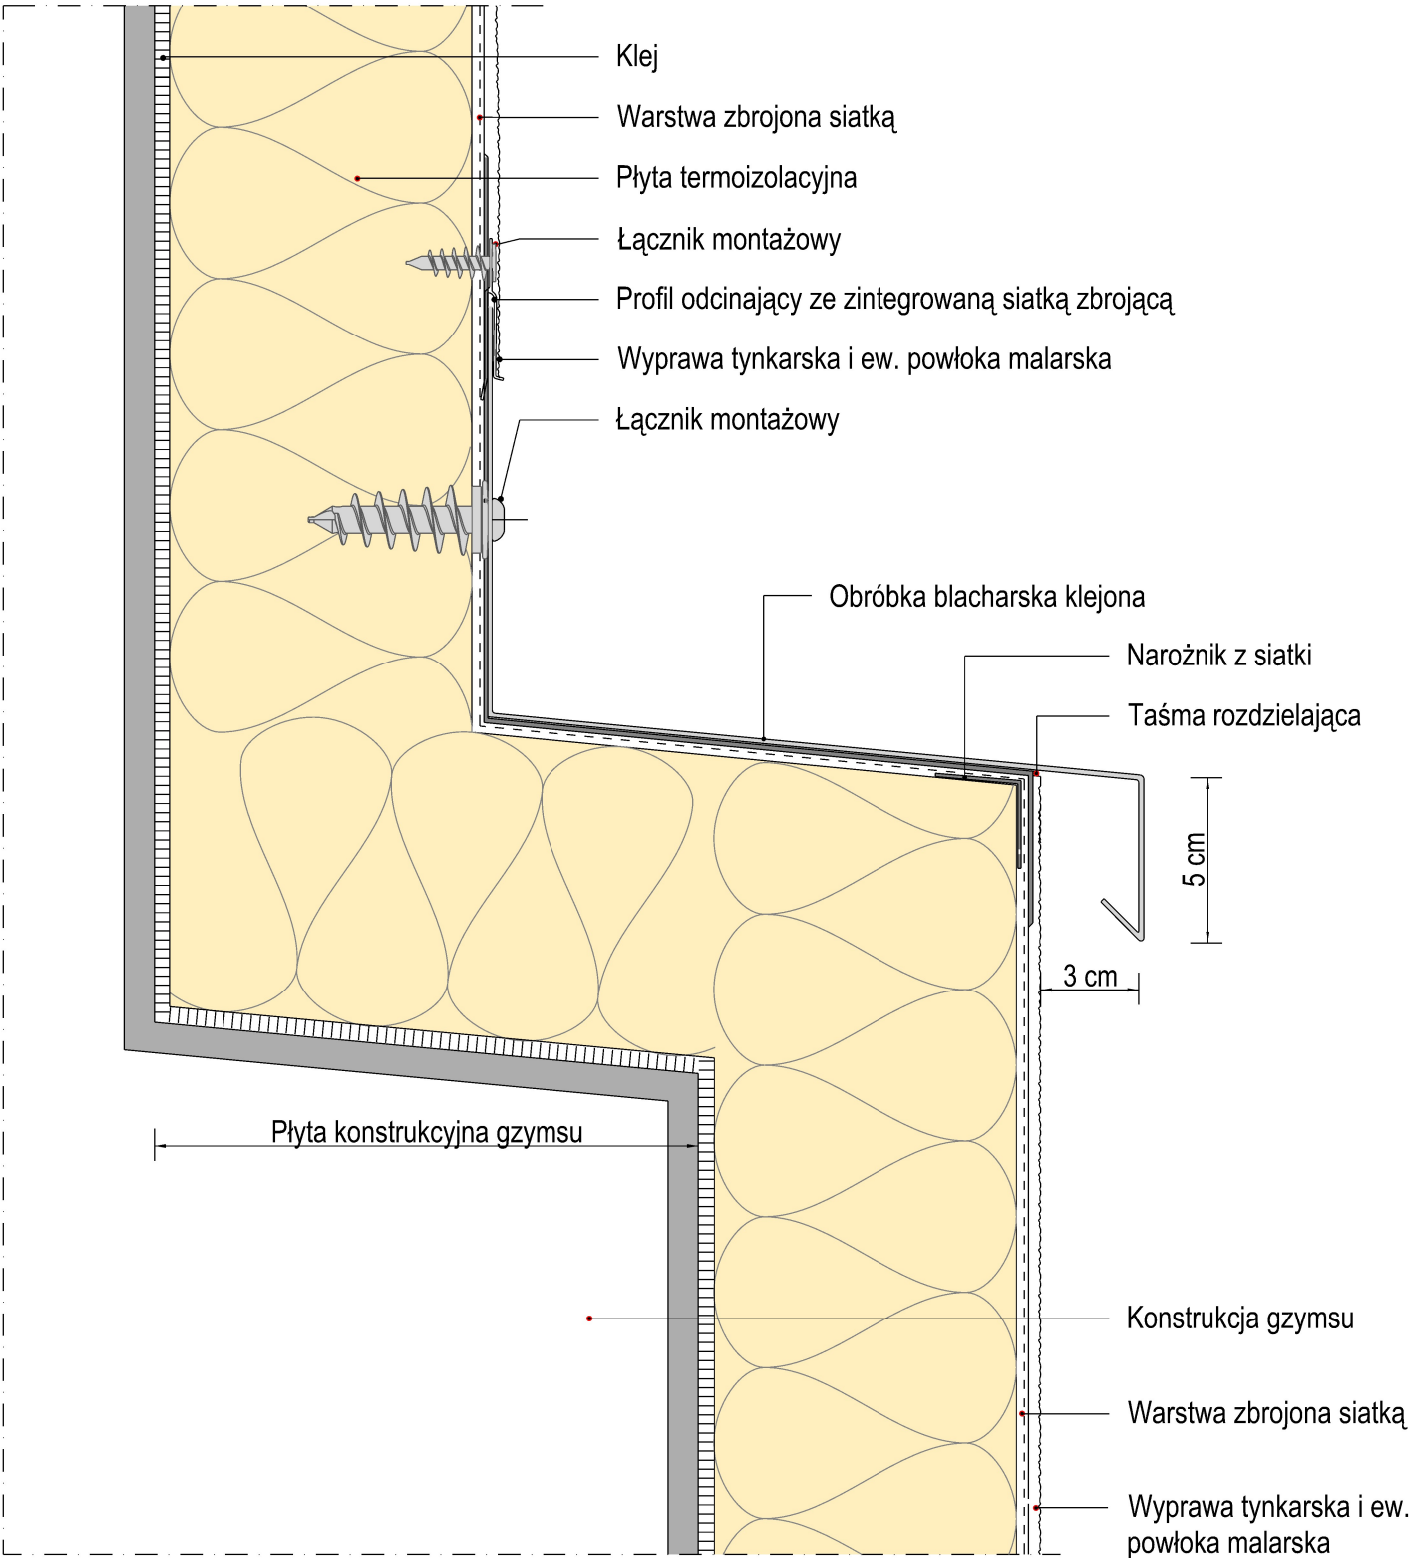 Klej
Warstwa zbrojona siatką
Płyta termoizolacyjna
Łącznik montażowy
Profil odcinający ze zintegrowaną siatką zbrojącą
Wyprawa tynkarska i ew. powłoka malarska
Łącznik montażowy
Obróbka blacharska klejona
Narożnik z siatki
Taśma rozdzielająca
5 cm
3 cm
Płyta konstrukcyjna gzymsu
Konstrukcja gzymsu
Warstwa zbrojona siatką
Wyprawa tynkarska i ew.
powłoka malarska